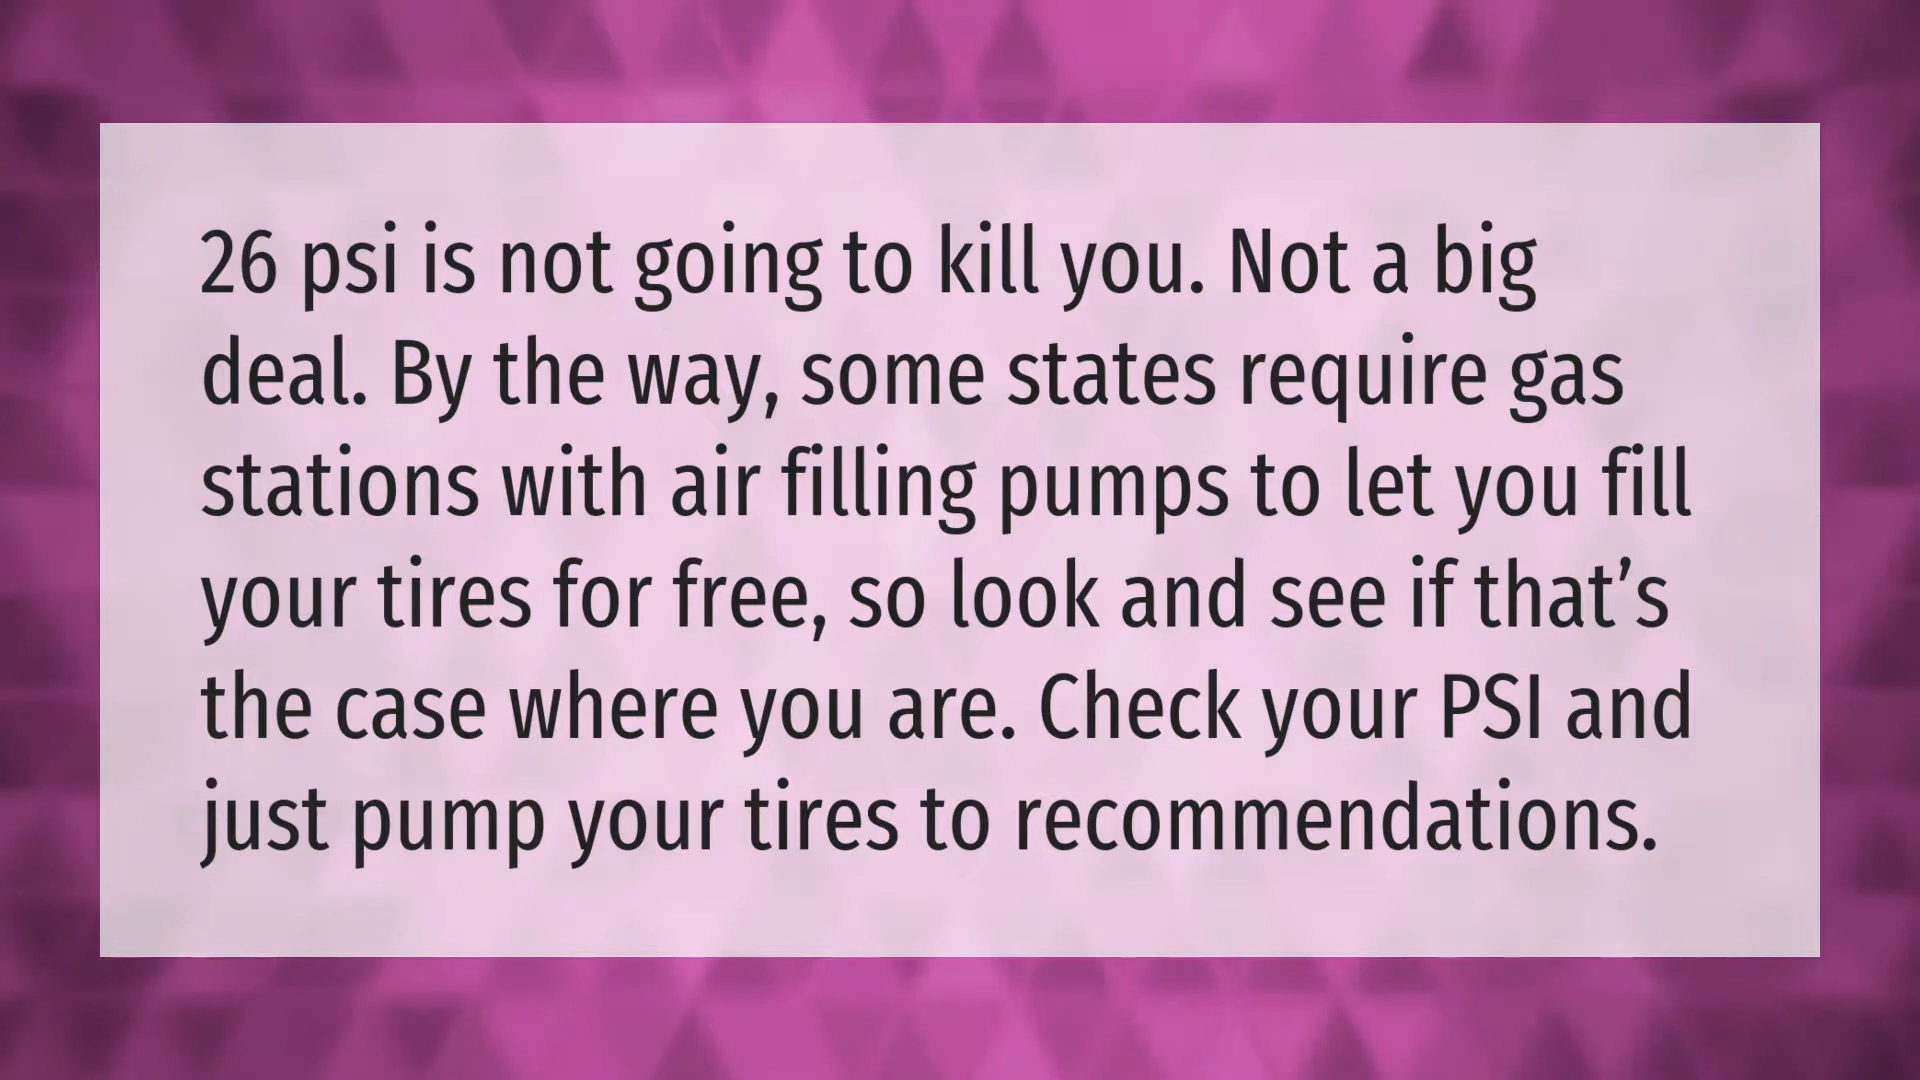 26 psi is not going to kill you. Not a big
deal. By the way, some states require gas
stations with air filling pumps to let you fill
your tires for free, so look and see if that’s
the case where you are. Check your PSI and
just pump your tires to recommendations.